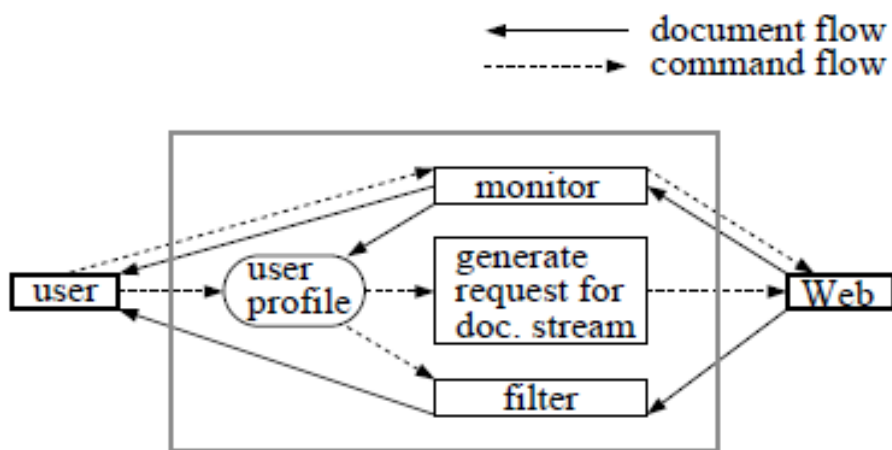 document flow
command flow
monitor
user
user
profile
generate
request for
doc. stream
Web
filter